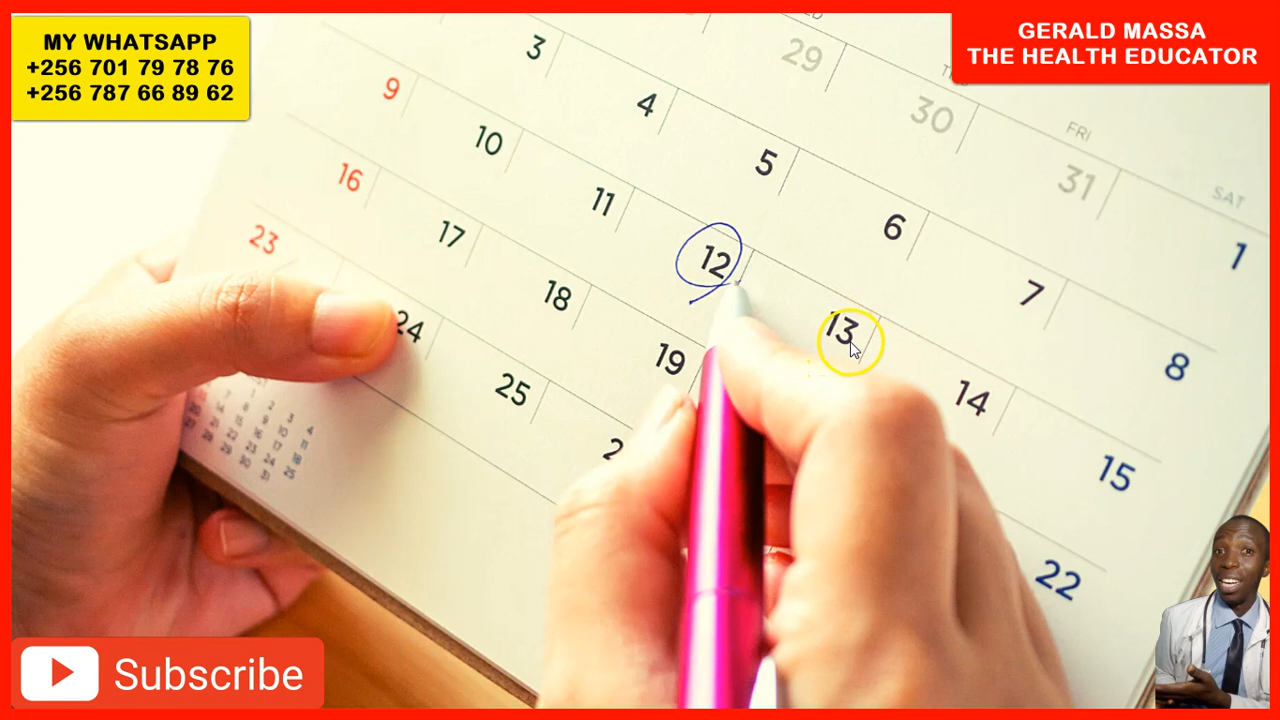 MY WHATSAPP
+256 701 79 78 76
+256 787 66 89 62
GERALD MASSA
THE HEALTH EDUCATOR
29 30 31 1
FRI
SAT
3 4 5 6 7 8
9 10 11 12 13 14 15
16 17 18 19 22
23 24 25
Subscribe